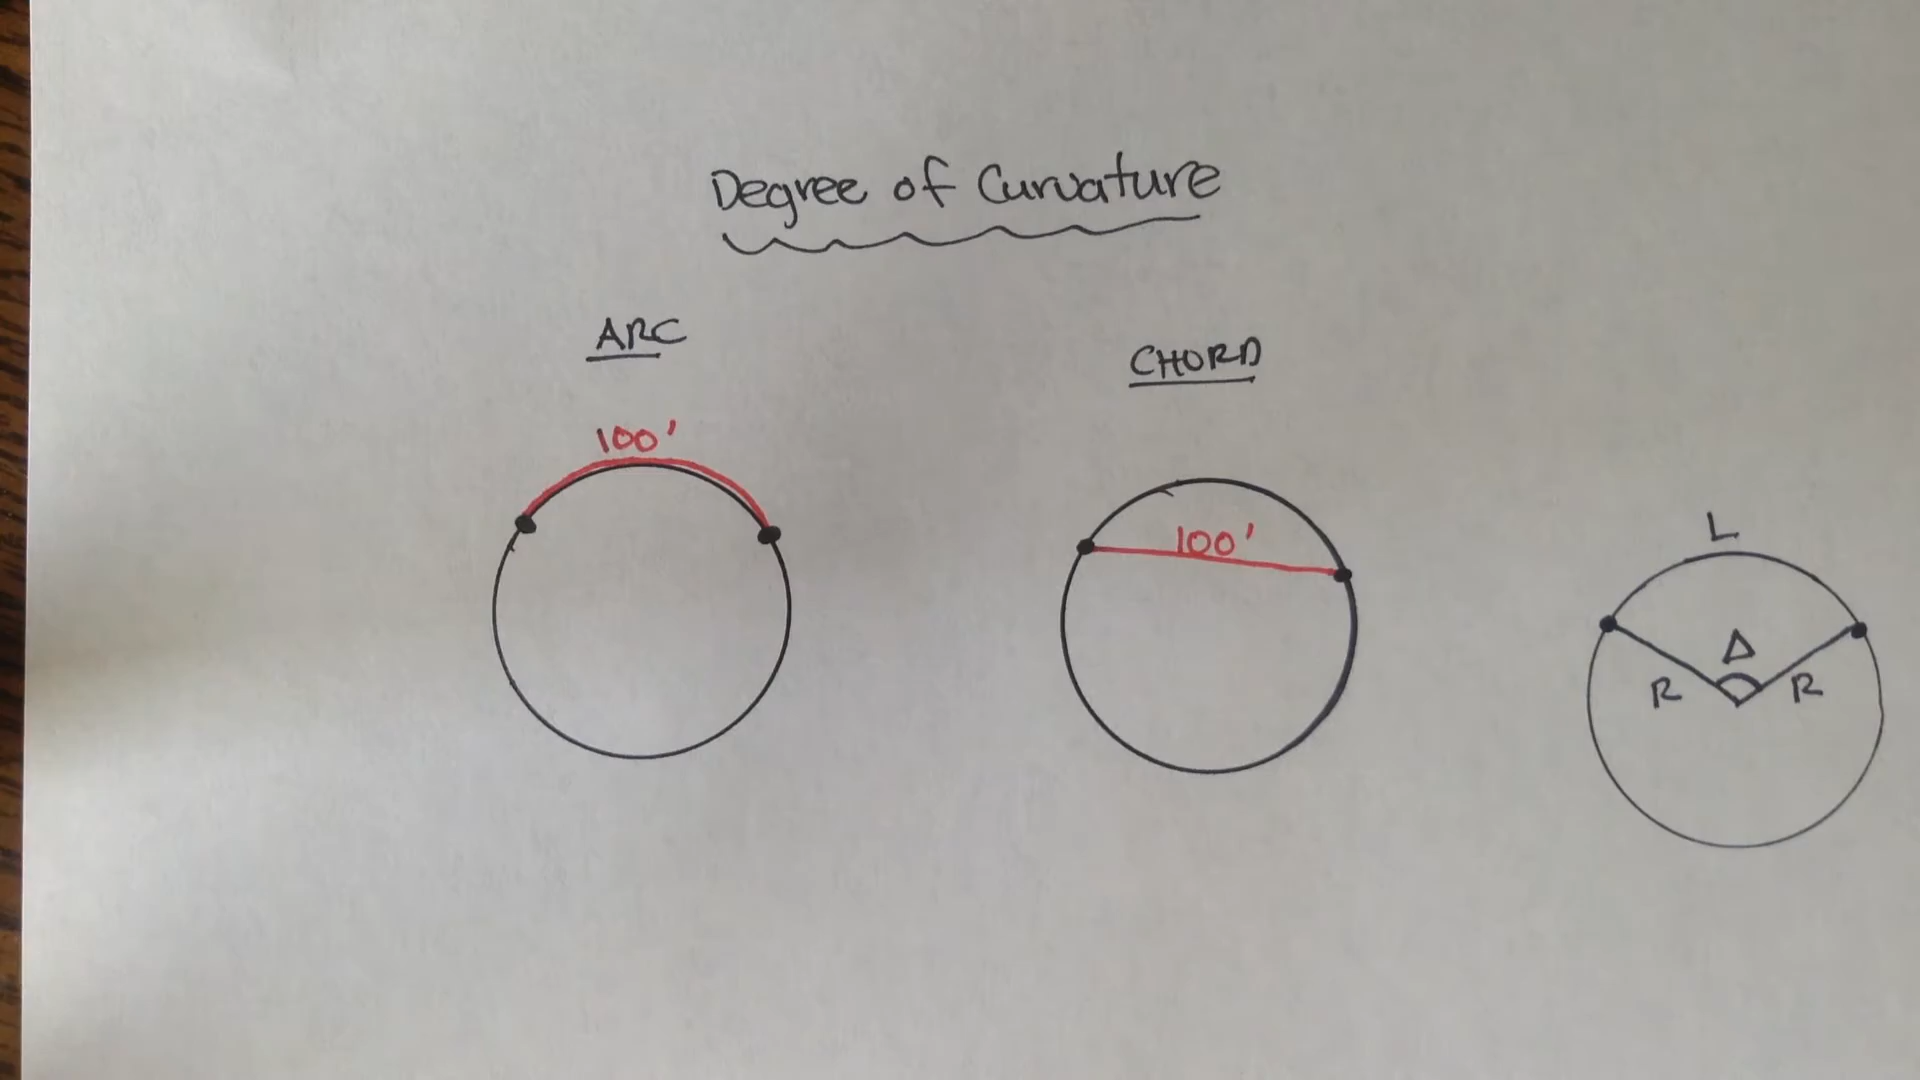 Degree of Curvature
ARC
CHORD
100'
100'
L
Δ
R
R